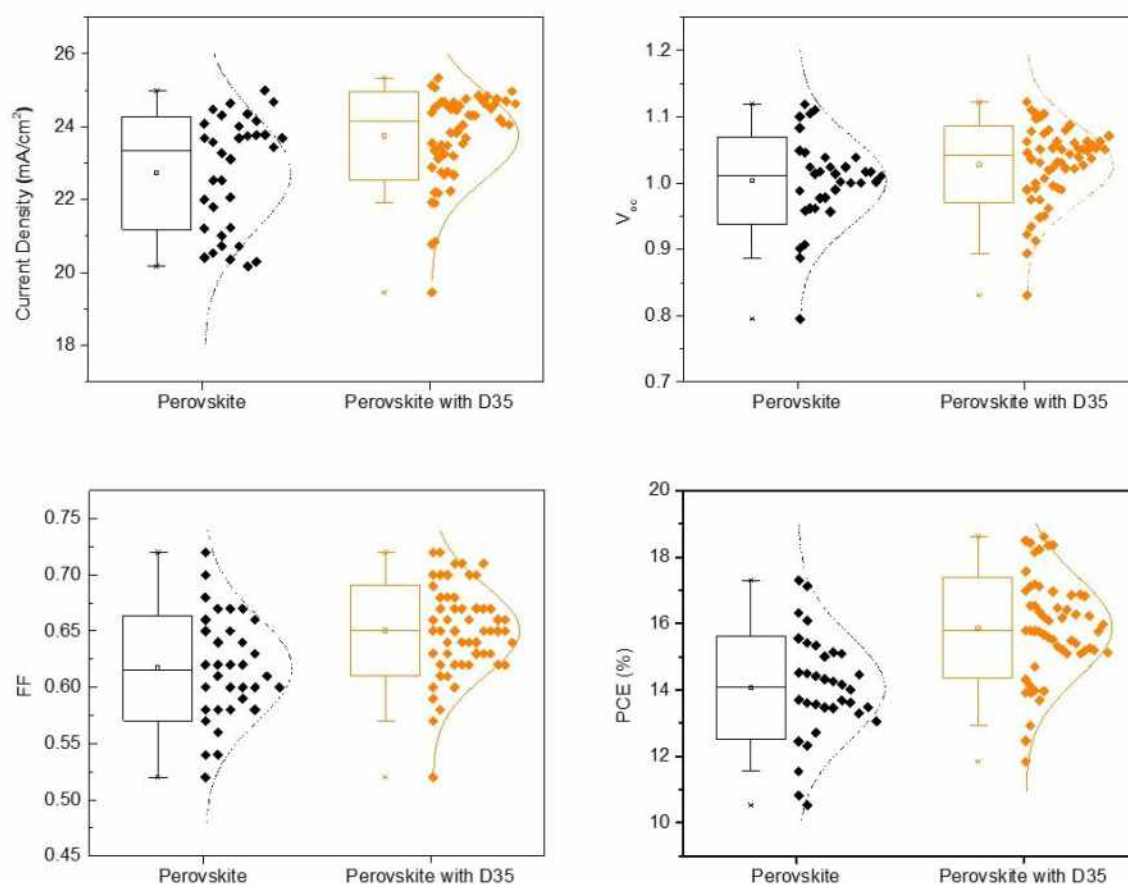 Current Density (mA/cm²)
26
24
22
20
18
Perovskite
Perovskite with D35
V_oc
1.2
1.1
1.0
0.9
0.8
0.7
Perovskite
Perovskite with D35
FF
0.75
0.70
0.65
0.60
0.55
0.50
0.45
Perovskite
Perovskite with D35
PCE (%)
20
18
16
14
12
10
Perovskite
Perovskite with D35